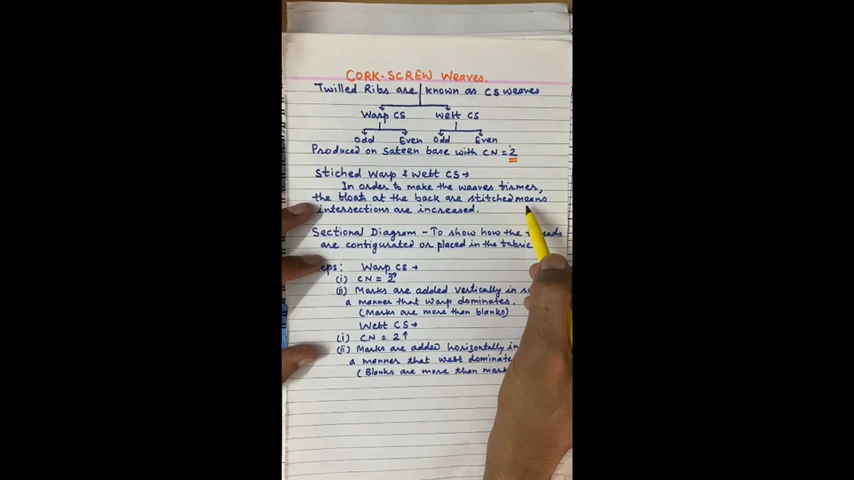 CORK-SCREW Weaves.
Twilled Ribs are known as CS weaves
Warp CS Weft CS
Odd Even Odd Even
Produced on sateen base with CN = 2
Stiched Warp & Weft CS →
In order to make the weaves firmer,
the floats at the back are stitched means
intersections are increased.
Sectional Diagram - To show how the
are configurated or placed in the fabric
Warp CS →
(i) CN = 2→
(ii) Marks are added vertically in
a manner that warp dominates.
(Marks are more than blanks)
Weft CS →
(i) CN = 2↑
(ii) Marks are added horizontally in
a manner that weft
(Blanks are more than